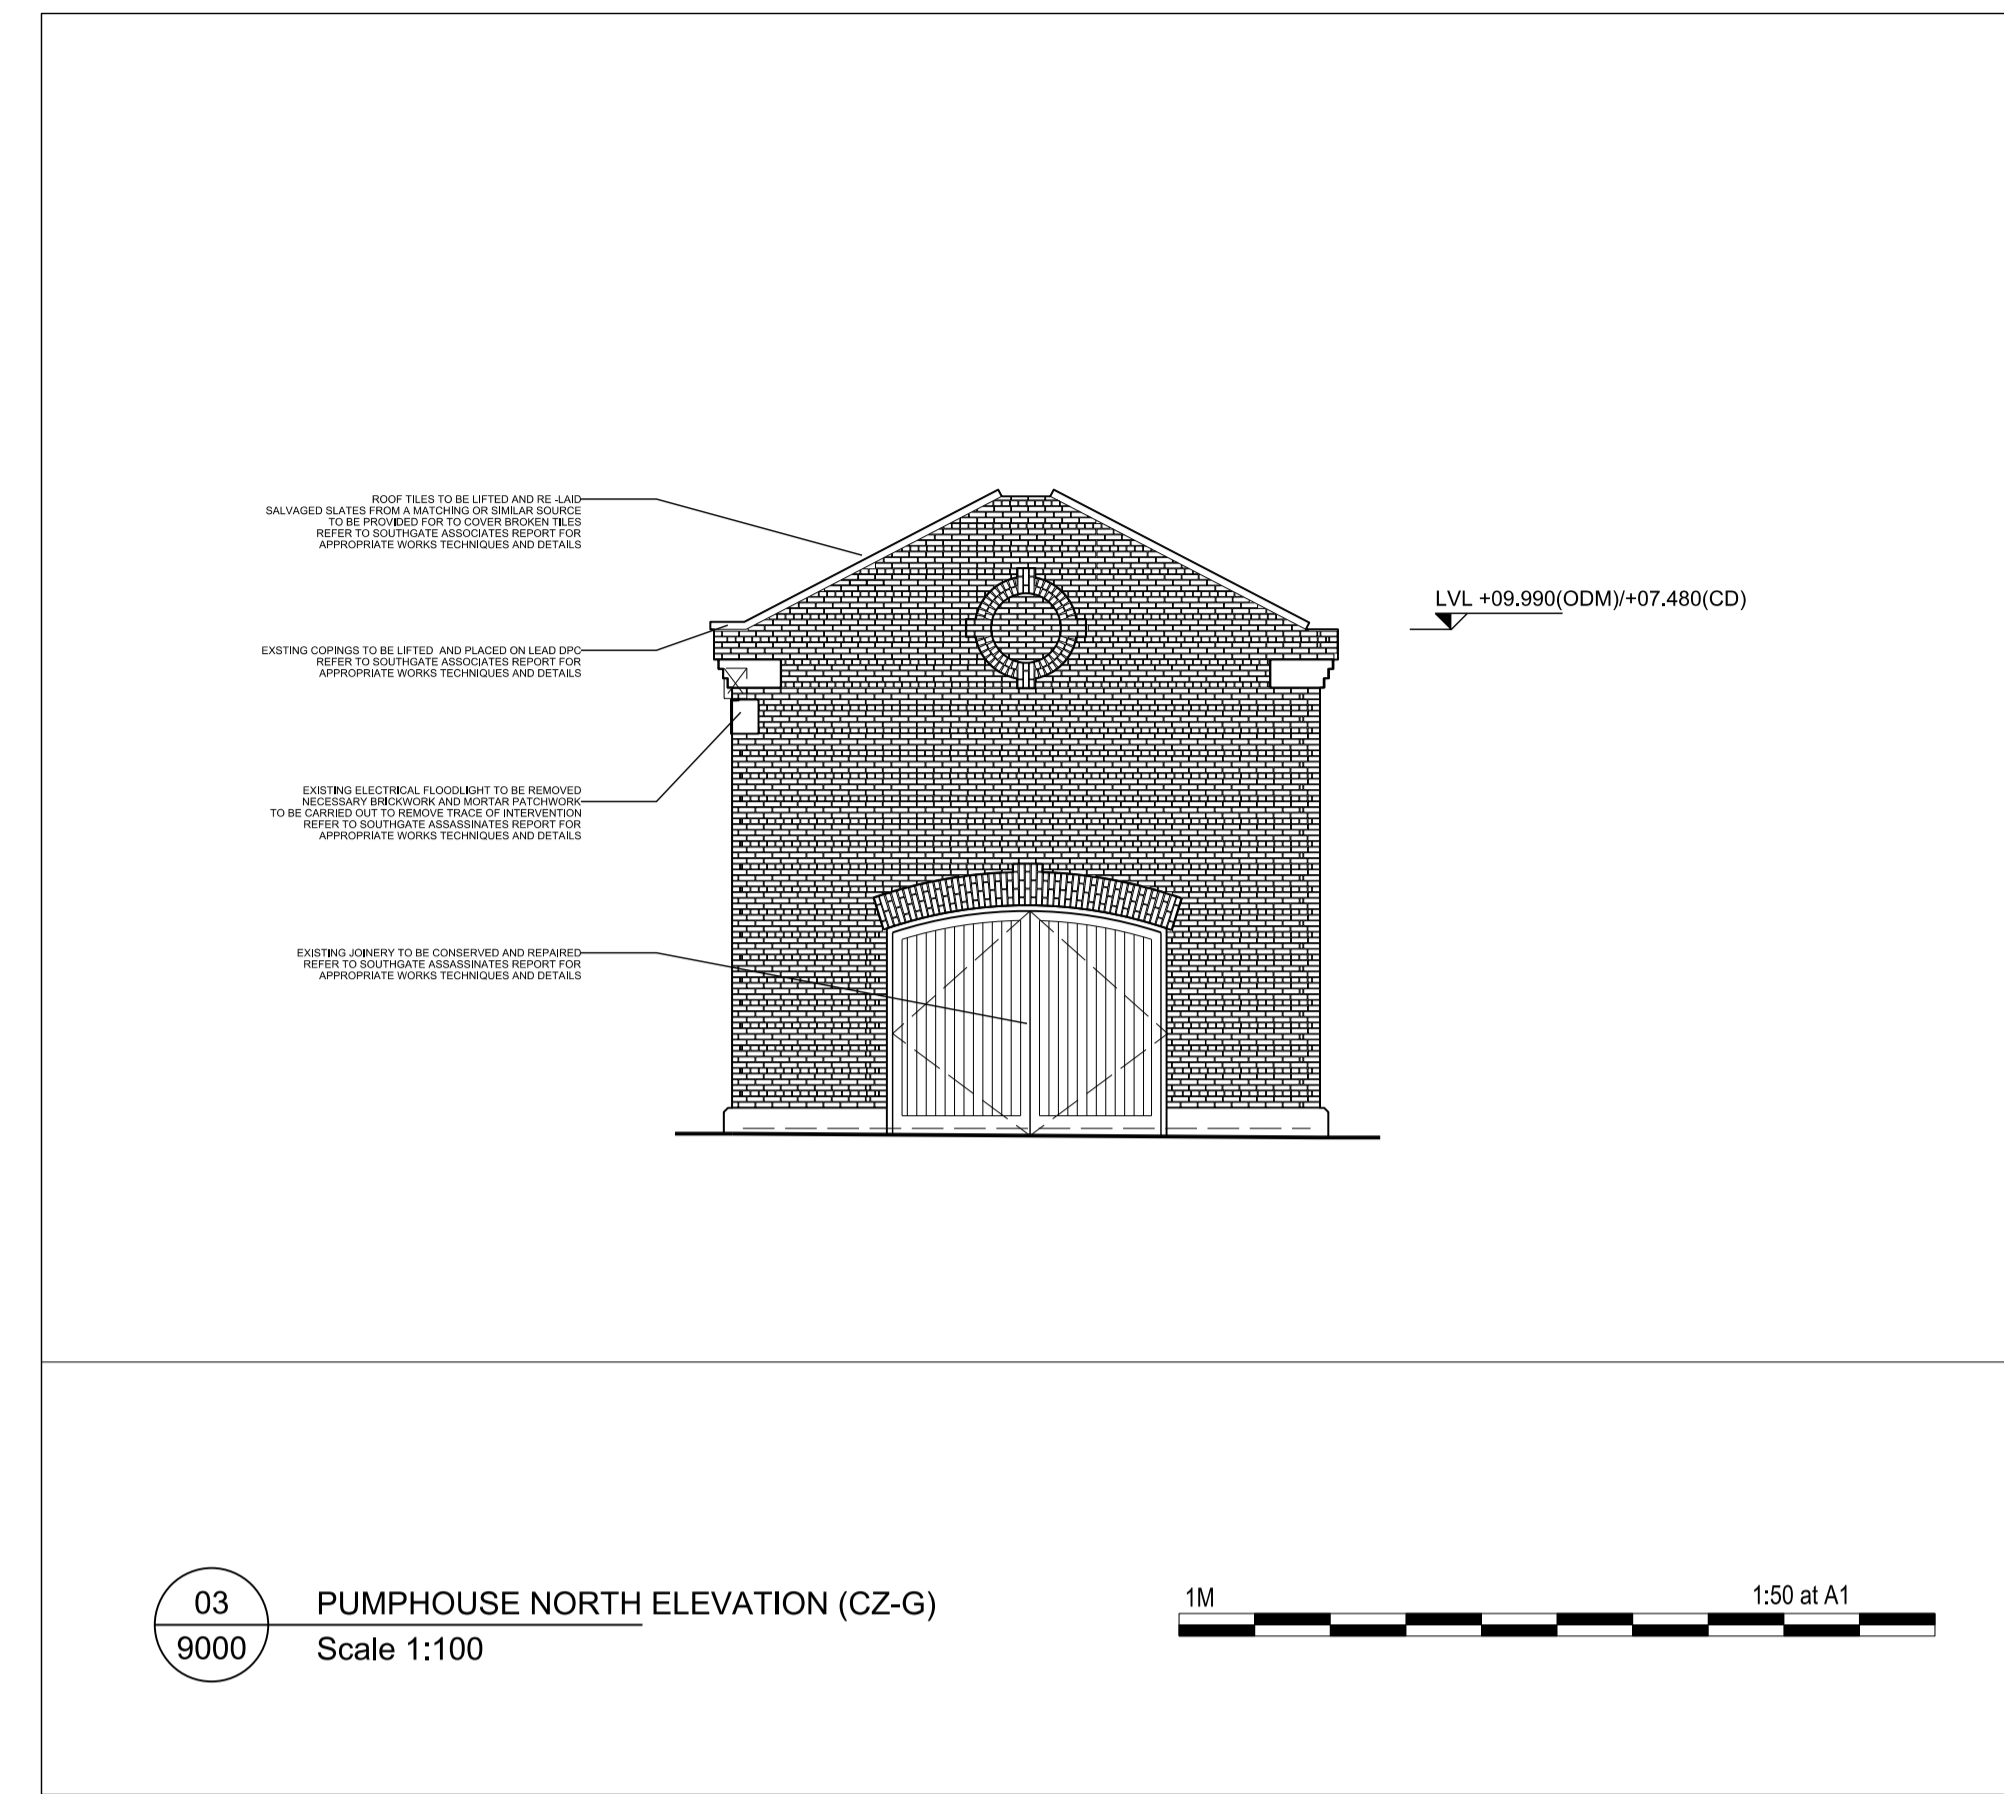 ROOF TILES TO BE LIFTED AND RE -LAID
SALVAGED SLATES FROM A MATCHING OR SIMILAR SOURCE
TO BE PROVIDED FOR TO COVER BROKEN TILES
REFER TO SOUTHGATE ASSOCIATES REPORT FOR
APPROPRIATE WORKS TECHNIQUES AND DETAILS
LVL +09.990(ODM)/+07.480(CD)
EXSTING COPINGS TO BE LIFTED AND PLACED ON LEAD DPC
REFER TO SOUTHGATE ASSOCIATES REPORT FOR
APPROPRIATE WORKS TECHNIQUES AND DETAILS
EXISTING ELECTRICAL FLOODLIGHT TO BE REMOVED
NECESSARY BRICKWORK AND MORTAR PATCHWORK
TO BE CARRIED OUT TO REMOVE TRACE OF INTERVENTION
REFER TO SOUTHGATE ASSASSINATES REPORT FOR
APPROPRIATE WORKS TECHNIQUES AND DETAILS
EXISTING JOINERY TO BE CONSERVED AND REPAIRED
REFER TO SOUTHGATE ASSASSINATES REPORT FOR
APPROPRIATE WORKS TECHNIQUES AND DETAILS
03
9000
PUMPHOUSE NORTH ELEVATION (CZ-G)
Scale 1:100
1M
1:50 at A1